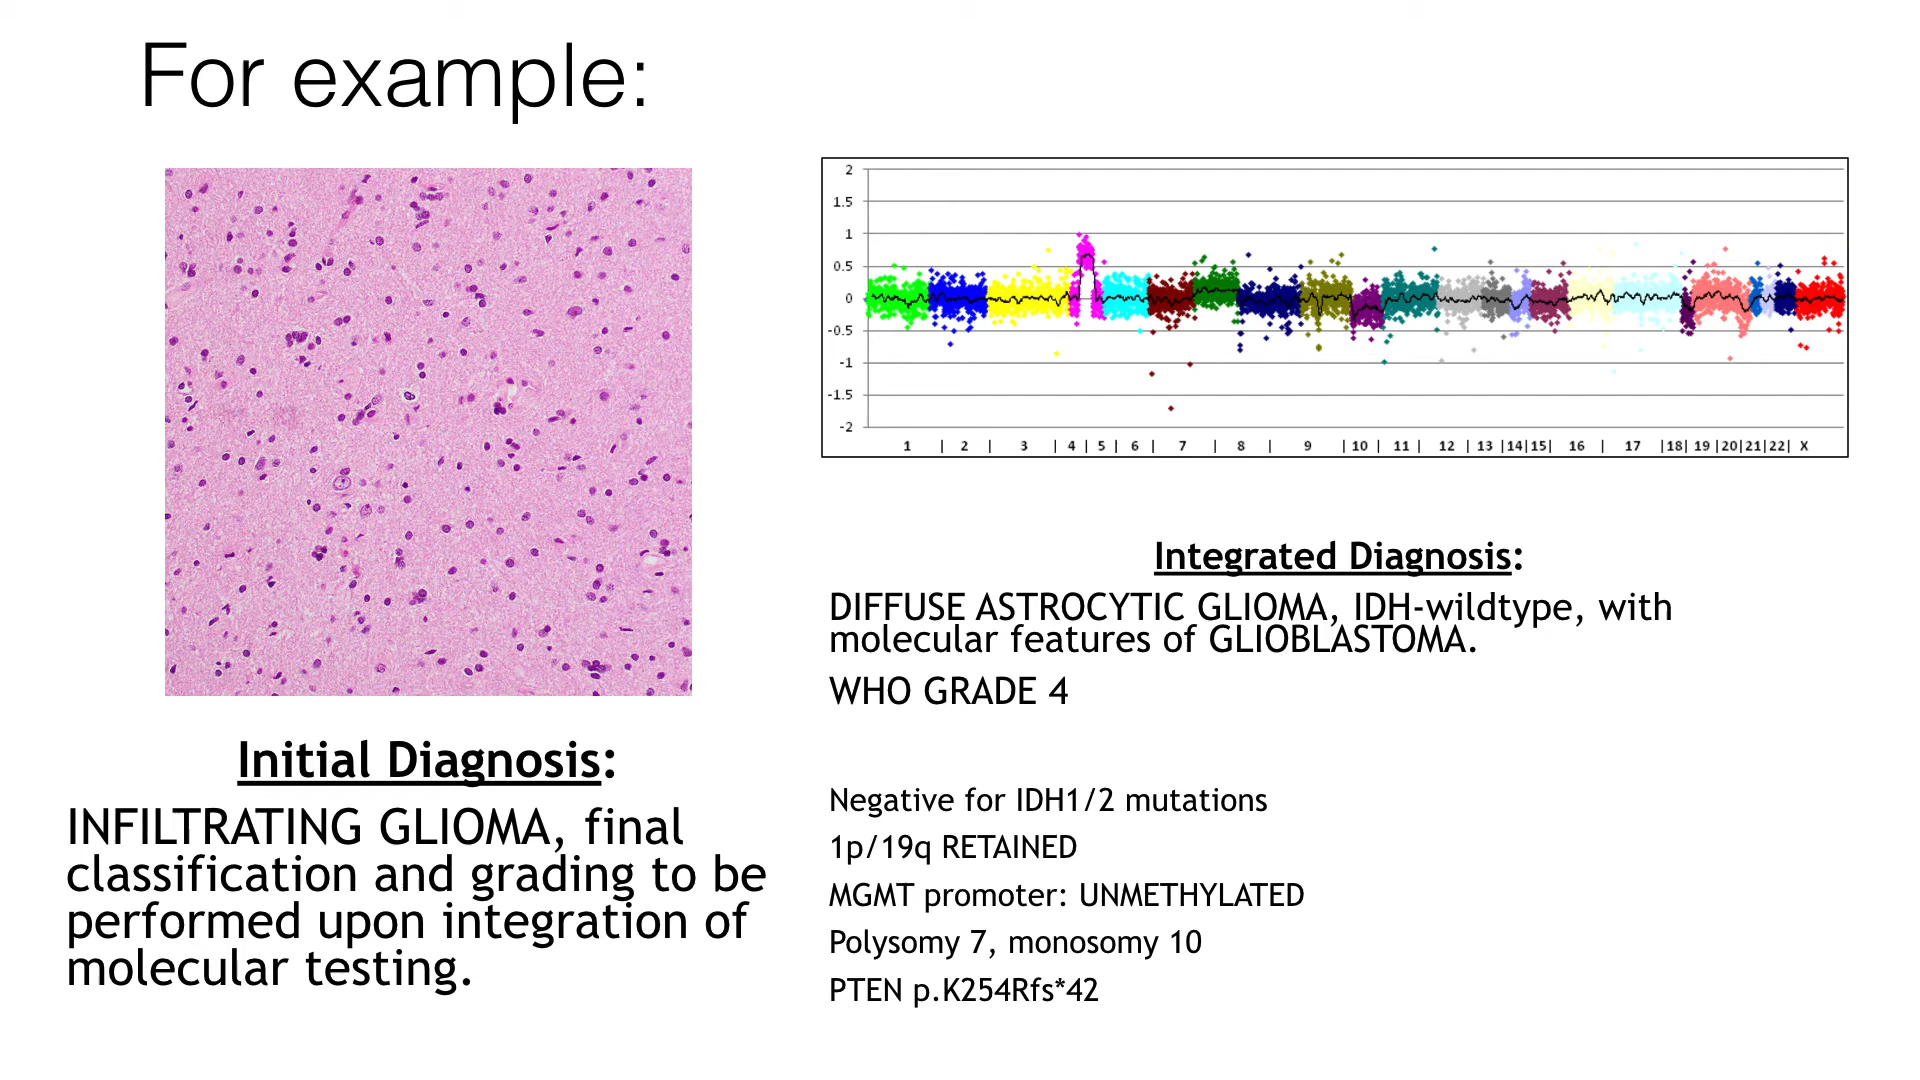 For example:
2
1.5
1
0.5
0
-0.5
-1
-1.5
-2
1 | 2 | 3 | 4 | 5 | 6 | 7 | 8 | 9 | 10 | 11 | 12 | 13 |14|15| 16 | 17 |18| 19 |20|21|22| X
Initial Diagnosis:
INFILTRATING GLIOMA, final
classification and grading to be
performed upon integration of
molecular testing.
Integrated Diagnosis:
DIFFUSE ASTROCYTIC GLIOMA, IDH-wildtype, with
molecular features of GLIOBLASTOMA.
WHO GRADE 4
Negative for IDH1/2 mutations
1p/19q RETAINED
MGMT promoter: UNMETHYLATED
Polysomy 7, monosomy 10
PTEN p.K254Rfs*42